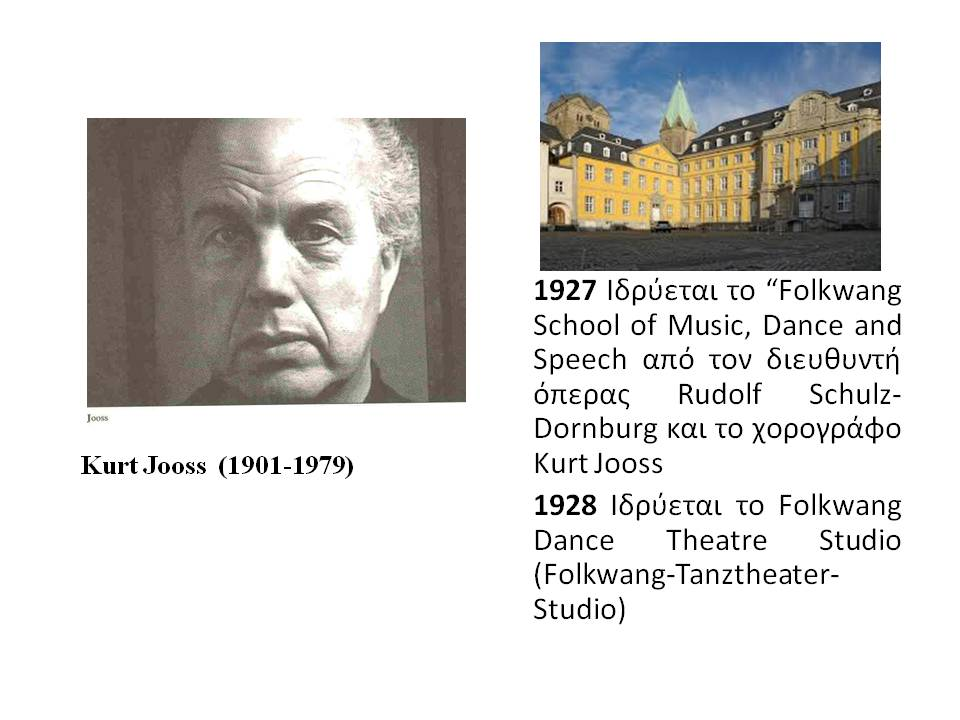 Jooss
Kurt Jooss (1901-1979)
1927 Ιδρύεται το “Folkwang
School of Music, Dance and
Speech από τον διευθυντή
όπερας Rudolf Schulz-
Dornburg και το χορογράφο
Kurt Jooss
1928 Ιδρύεται το Folkwang
Dance Theatre Studio
(Folkwang-Tanztheater-
Studio)